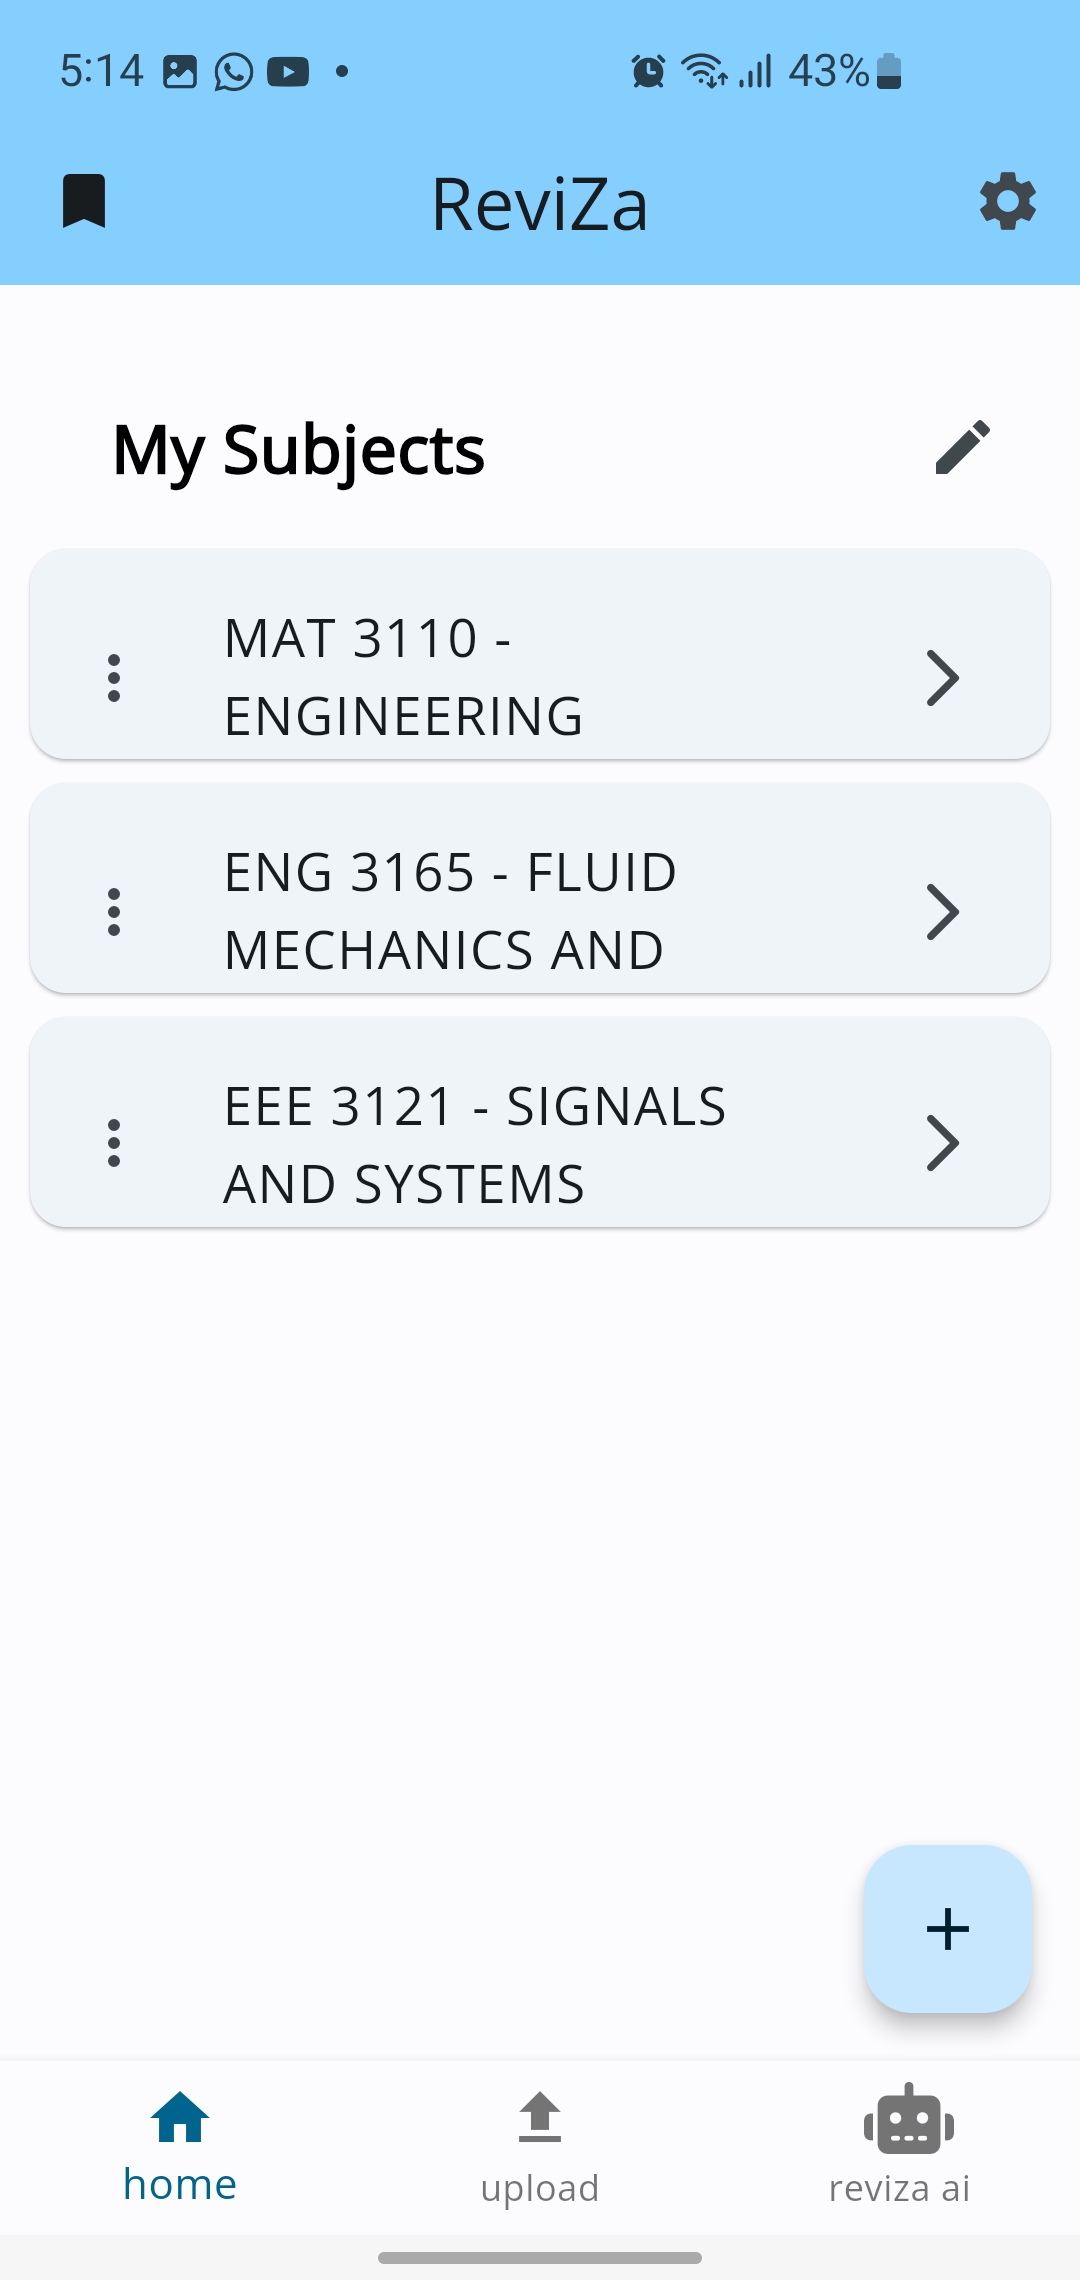 5:14 43%
ReviZa
My Subjects
MAT 3110 -
ENGINEERING
ENG 3165 - FLUID
MECHANICS AND
EEE 3121 - SIGNALS
AND SYSTEMS
home upload reviza ai